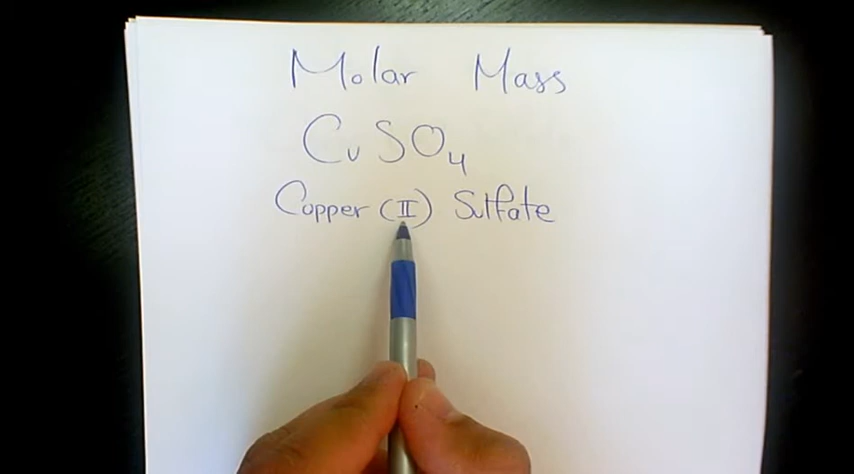 Molar Mass
CuSO₄
Copper (II) Sulfate